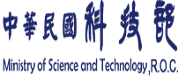 中華民國科技部
Ministry of Science and Technology,R.O.C.